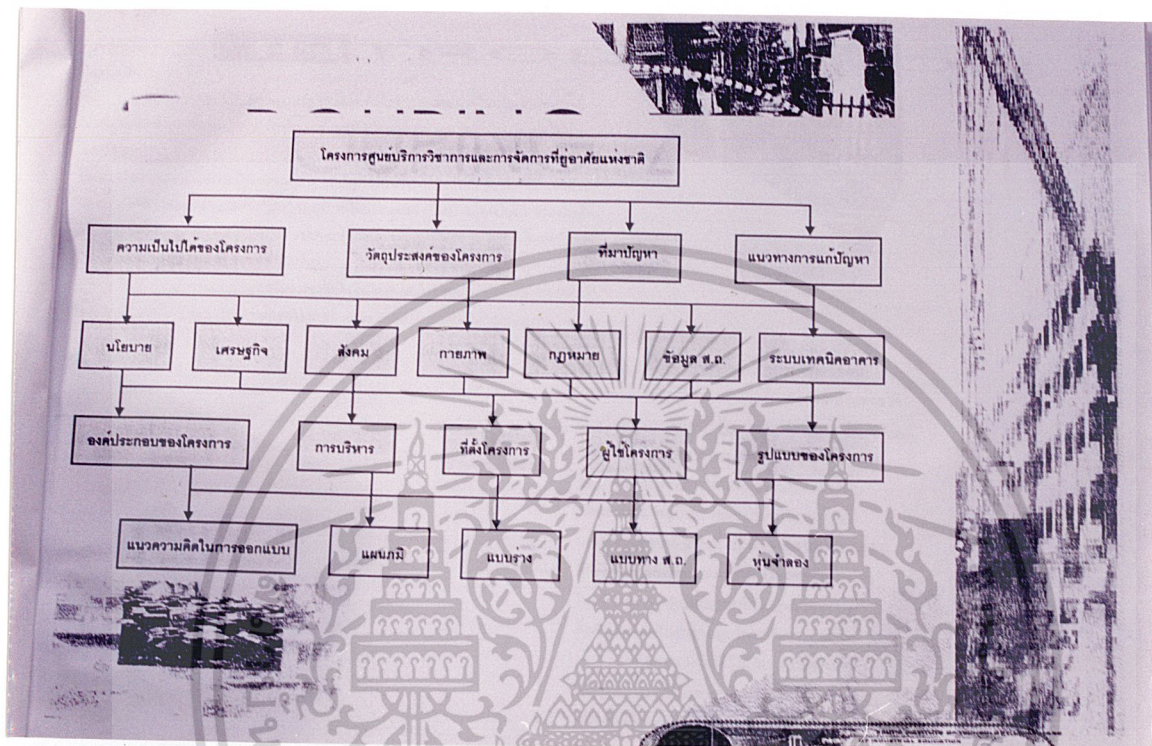 โครงการศูนย์บริการวิชาการและการจัดการที่อยู่อาศัยแห่งชาติ
ความเป็นไปได้ของโครงการ
วัตถุประสงค์ของโครงการ
ที่มาปัญหา
แนวทางการแก้ปัญหา
นโยบาย
เศรษฐกิจ
สังคม
กายภาพ
กฎหมาย
ข้อมูล ส.ถ.
ระบบเทคนิคอาคาร
องค์ประกอบของโครงการ
การบริหาร
ที่ตั้งโครงการ
ผู้ใช้โครงการ
รูปแบบของโครงการ
แนวความคิดในการออกแบบ
แผนภูมิ
แบบร่าง
แบบทาง ส.ถ.
หุ่นจำลอง